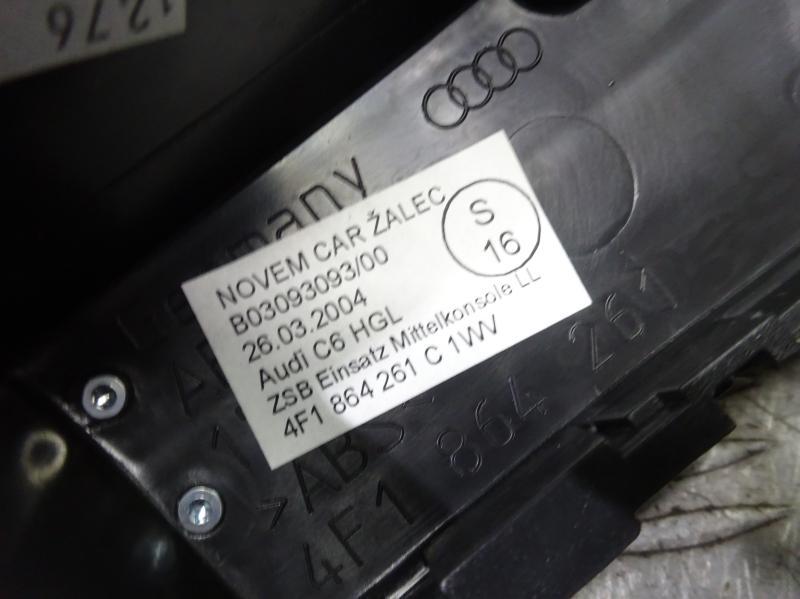 1276
NOVEM CAR ŽALEC
B03093093/00
26.03.2004
Audi C6 HGL
ZSB Einsatz Mittelkonsole LL
4F1 864 261 C 1WV
S
16
>ABS
4F1 864 261